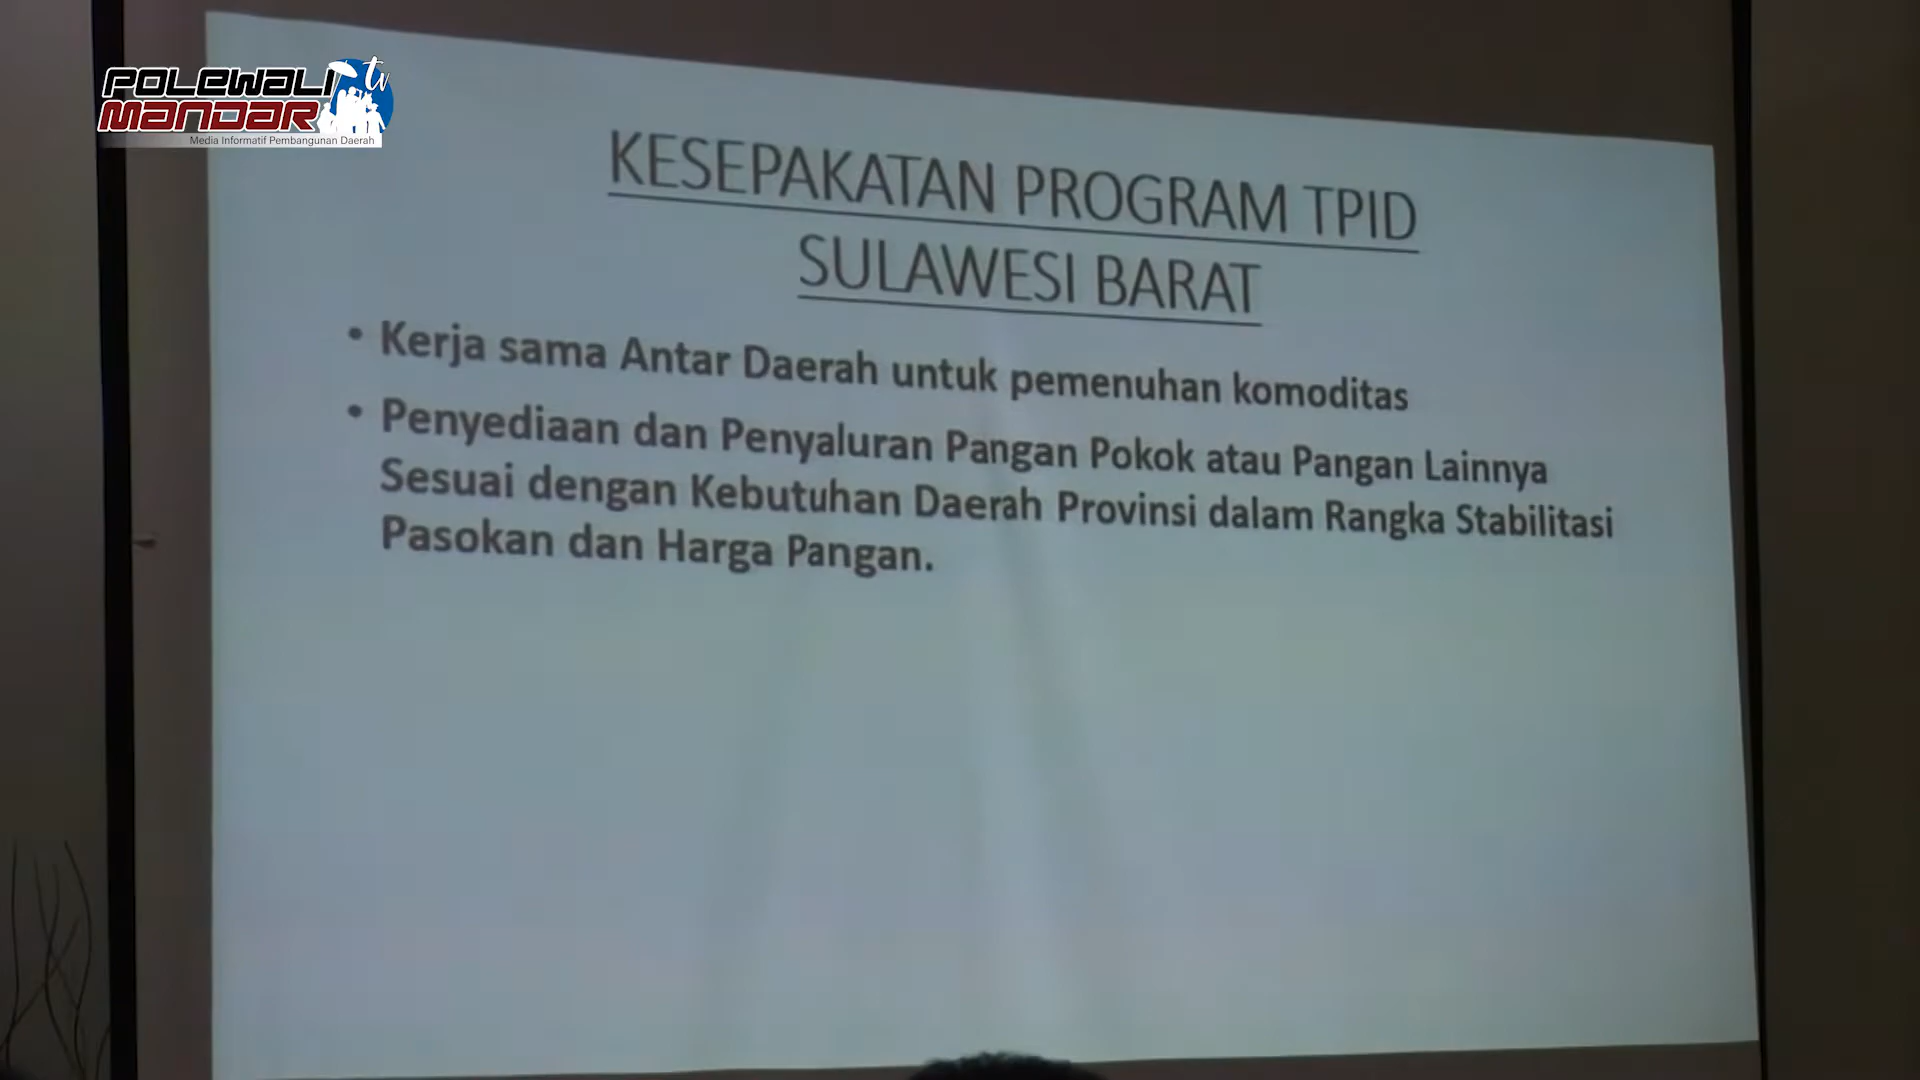 POLEWALI tv
MANDAR
Media Informatif Pembangunan Daerah
KESEPAKATAN PROGRAM TPID
SULAWESI BARAT
• Kerja sama Antar Daerah untuk pemenuhan komoditas
• Penyediaan dan Penyaluran Pangan Pokok atau Pangan Lainnya
Sesuai dengan Kebutuhan Daerah Provinsi dalam Rangka Stabilitasi
Pasokan dan Harga Pangan.